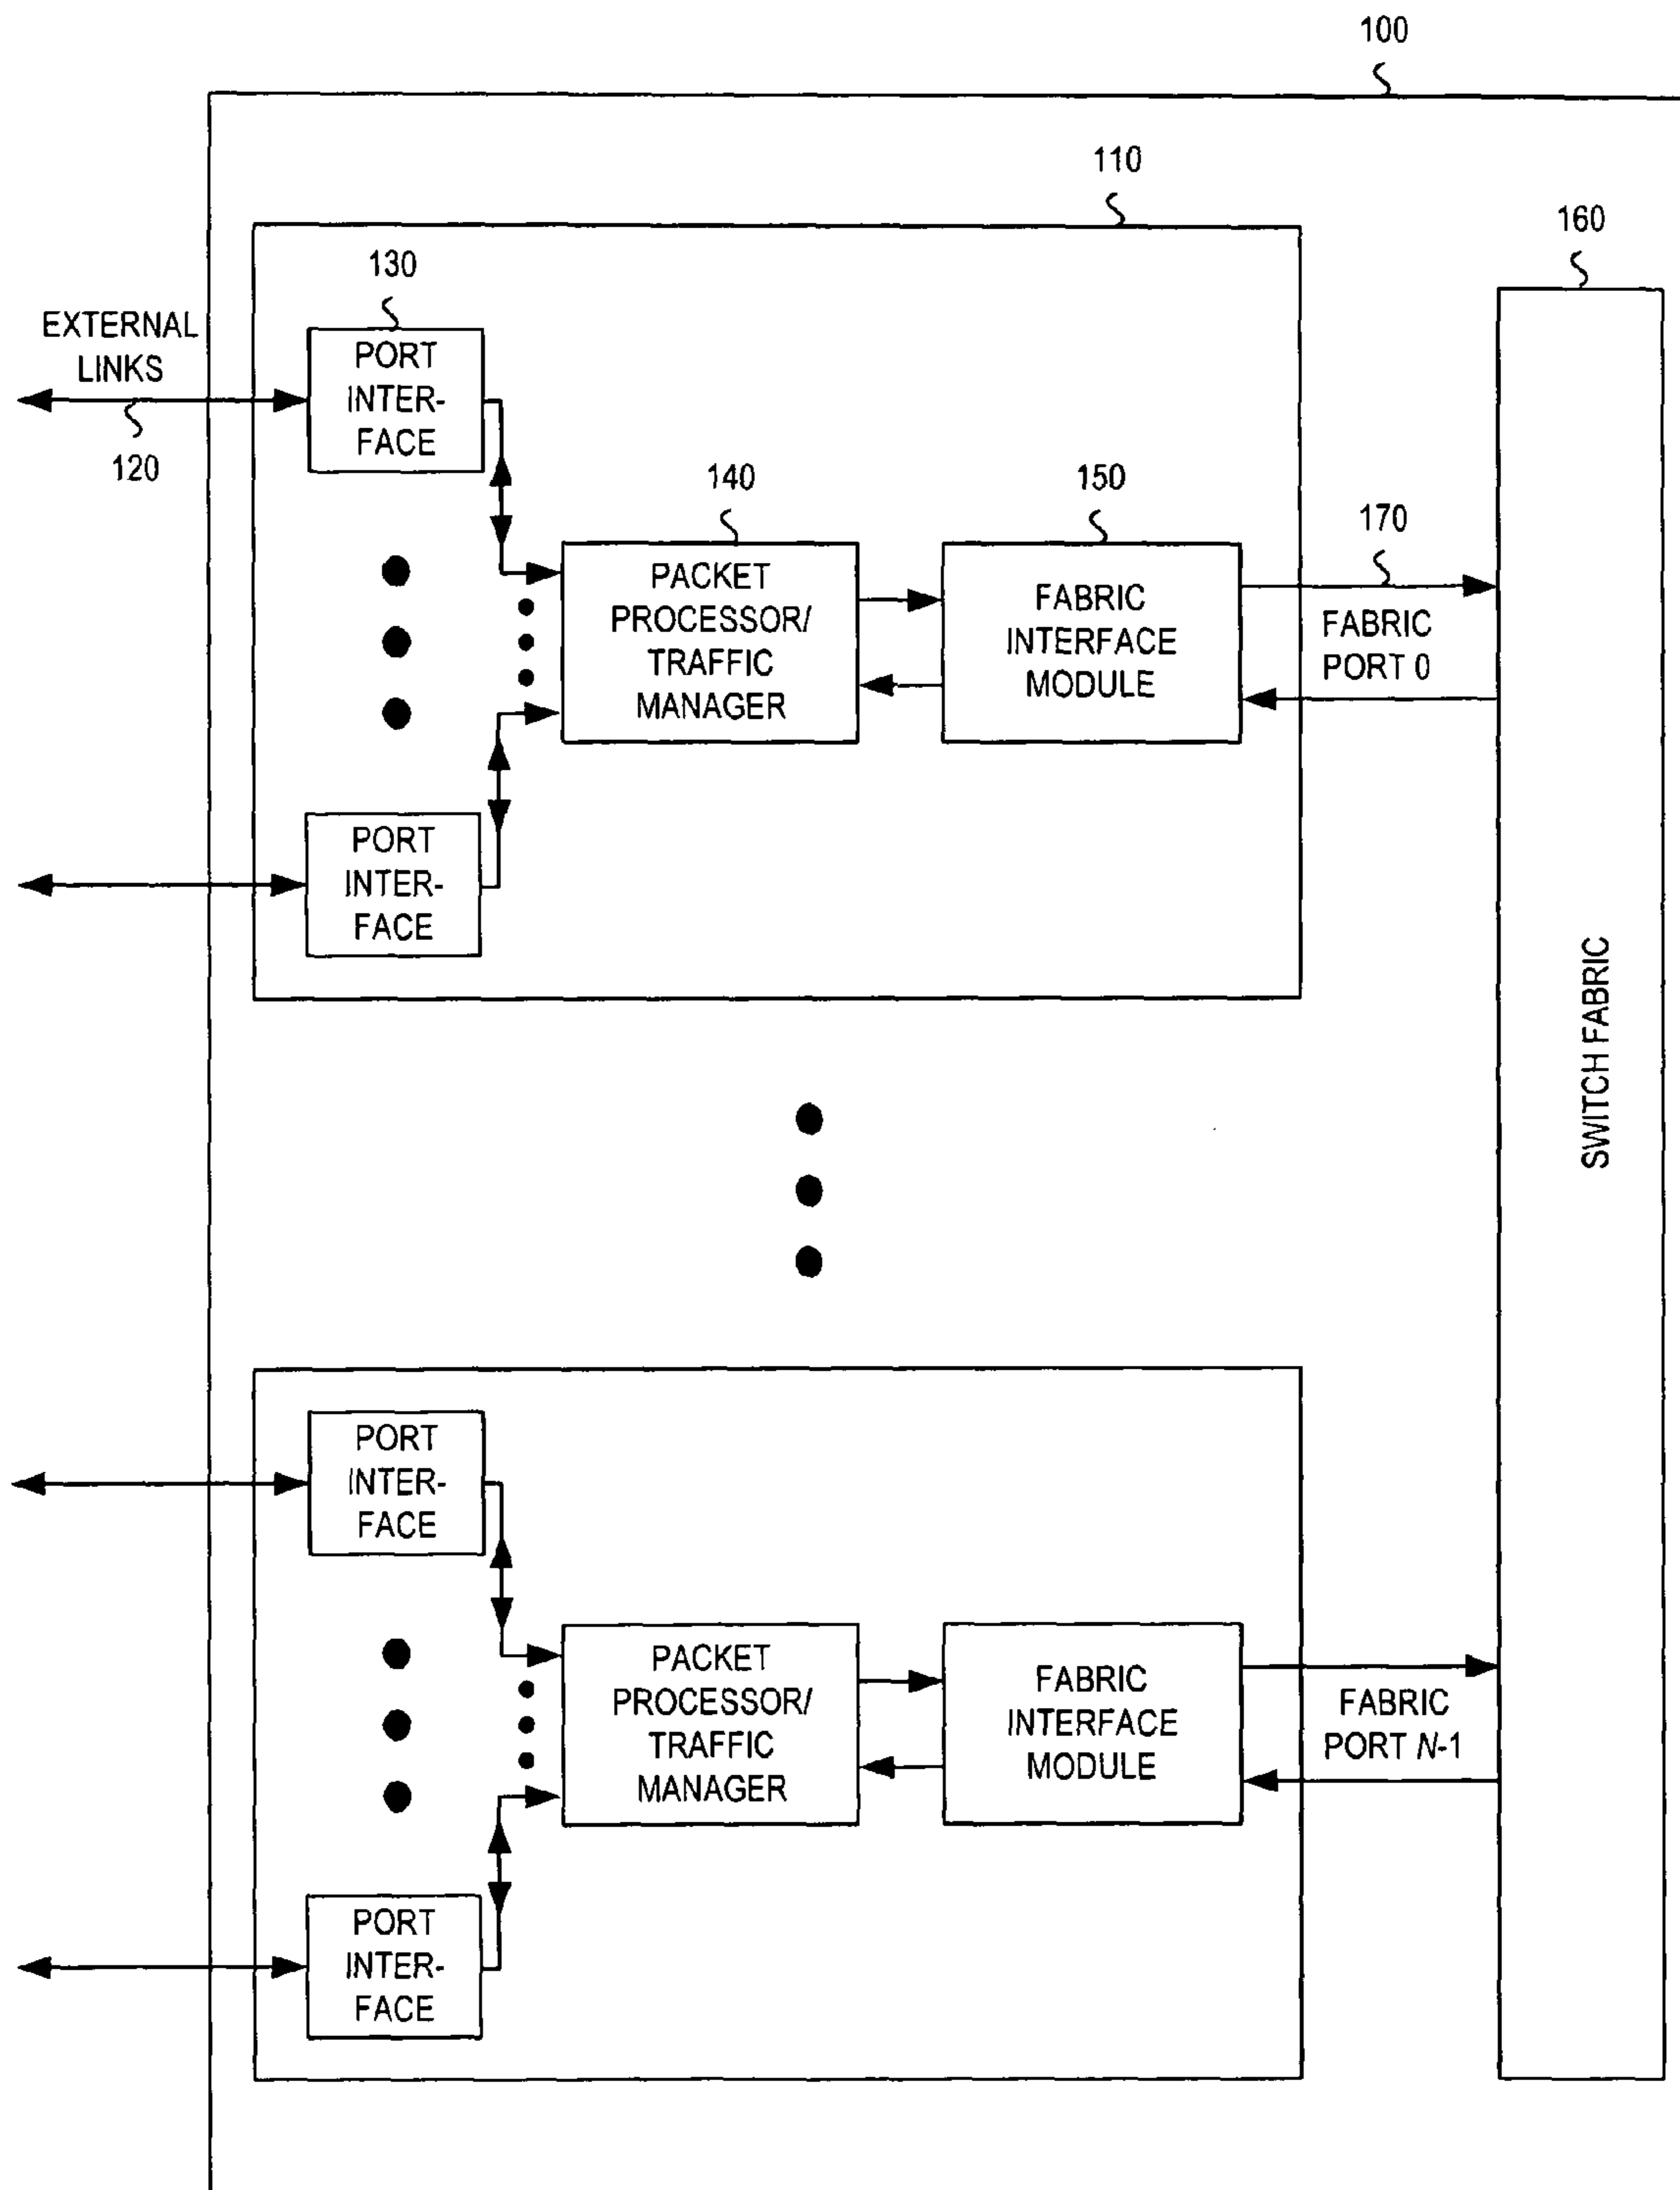 100
110
160
130
EXTERNAL
LINKS
120
PORT
INTER-
FACE
140
150
170
PACKET
PROCESSOR/
TRAFFIC
MANAGER
FABRIC
INTERFACE
MODULE
FABRIC
PORT 0
PORT
INTER-
FACE
SWITCH FABRIC
PORT
INTER-
FACE
PACKET
PROCESSOR/
TRAFFIC
MANAGER
FABRIC
INTERFACE
MODULE
FABRIC
PORT N-1
PORT
INTER-
FACE